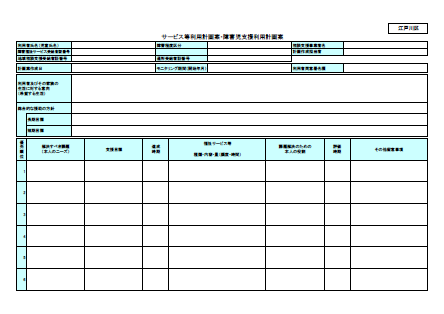 江戸川区
サービス等利用計画案・障害児支援利用計画案
利用者氏名(児童氏名) 障害程度区分 相談支援事業者名
障害福祉サービス受給者証番号 計画作成担当者
地域相談支援受給者証番号 通所受給者証番号
計画案作成日 モニタリング期間(開始年月) 利用者同意署名欄
利用者及びその家族の
生活に対する意向
(希望する生活)
総合的な援助の方針
長期目標
短期目標
優先順位 解決すべき課題
(本人のニーズ) 支援目標 達成
時期 福祉サービス等
種類・内容・量(頻度・時間) 課題解決のための
本人の役割 評価
時期 その他留意事項
1
2
3
4
5
6